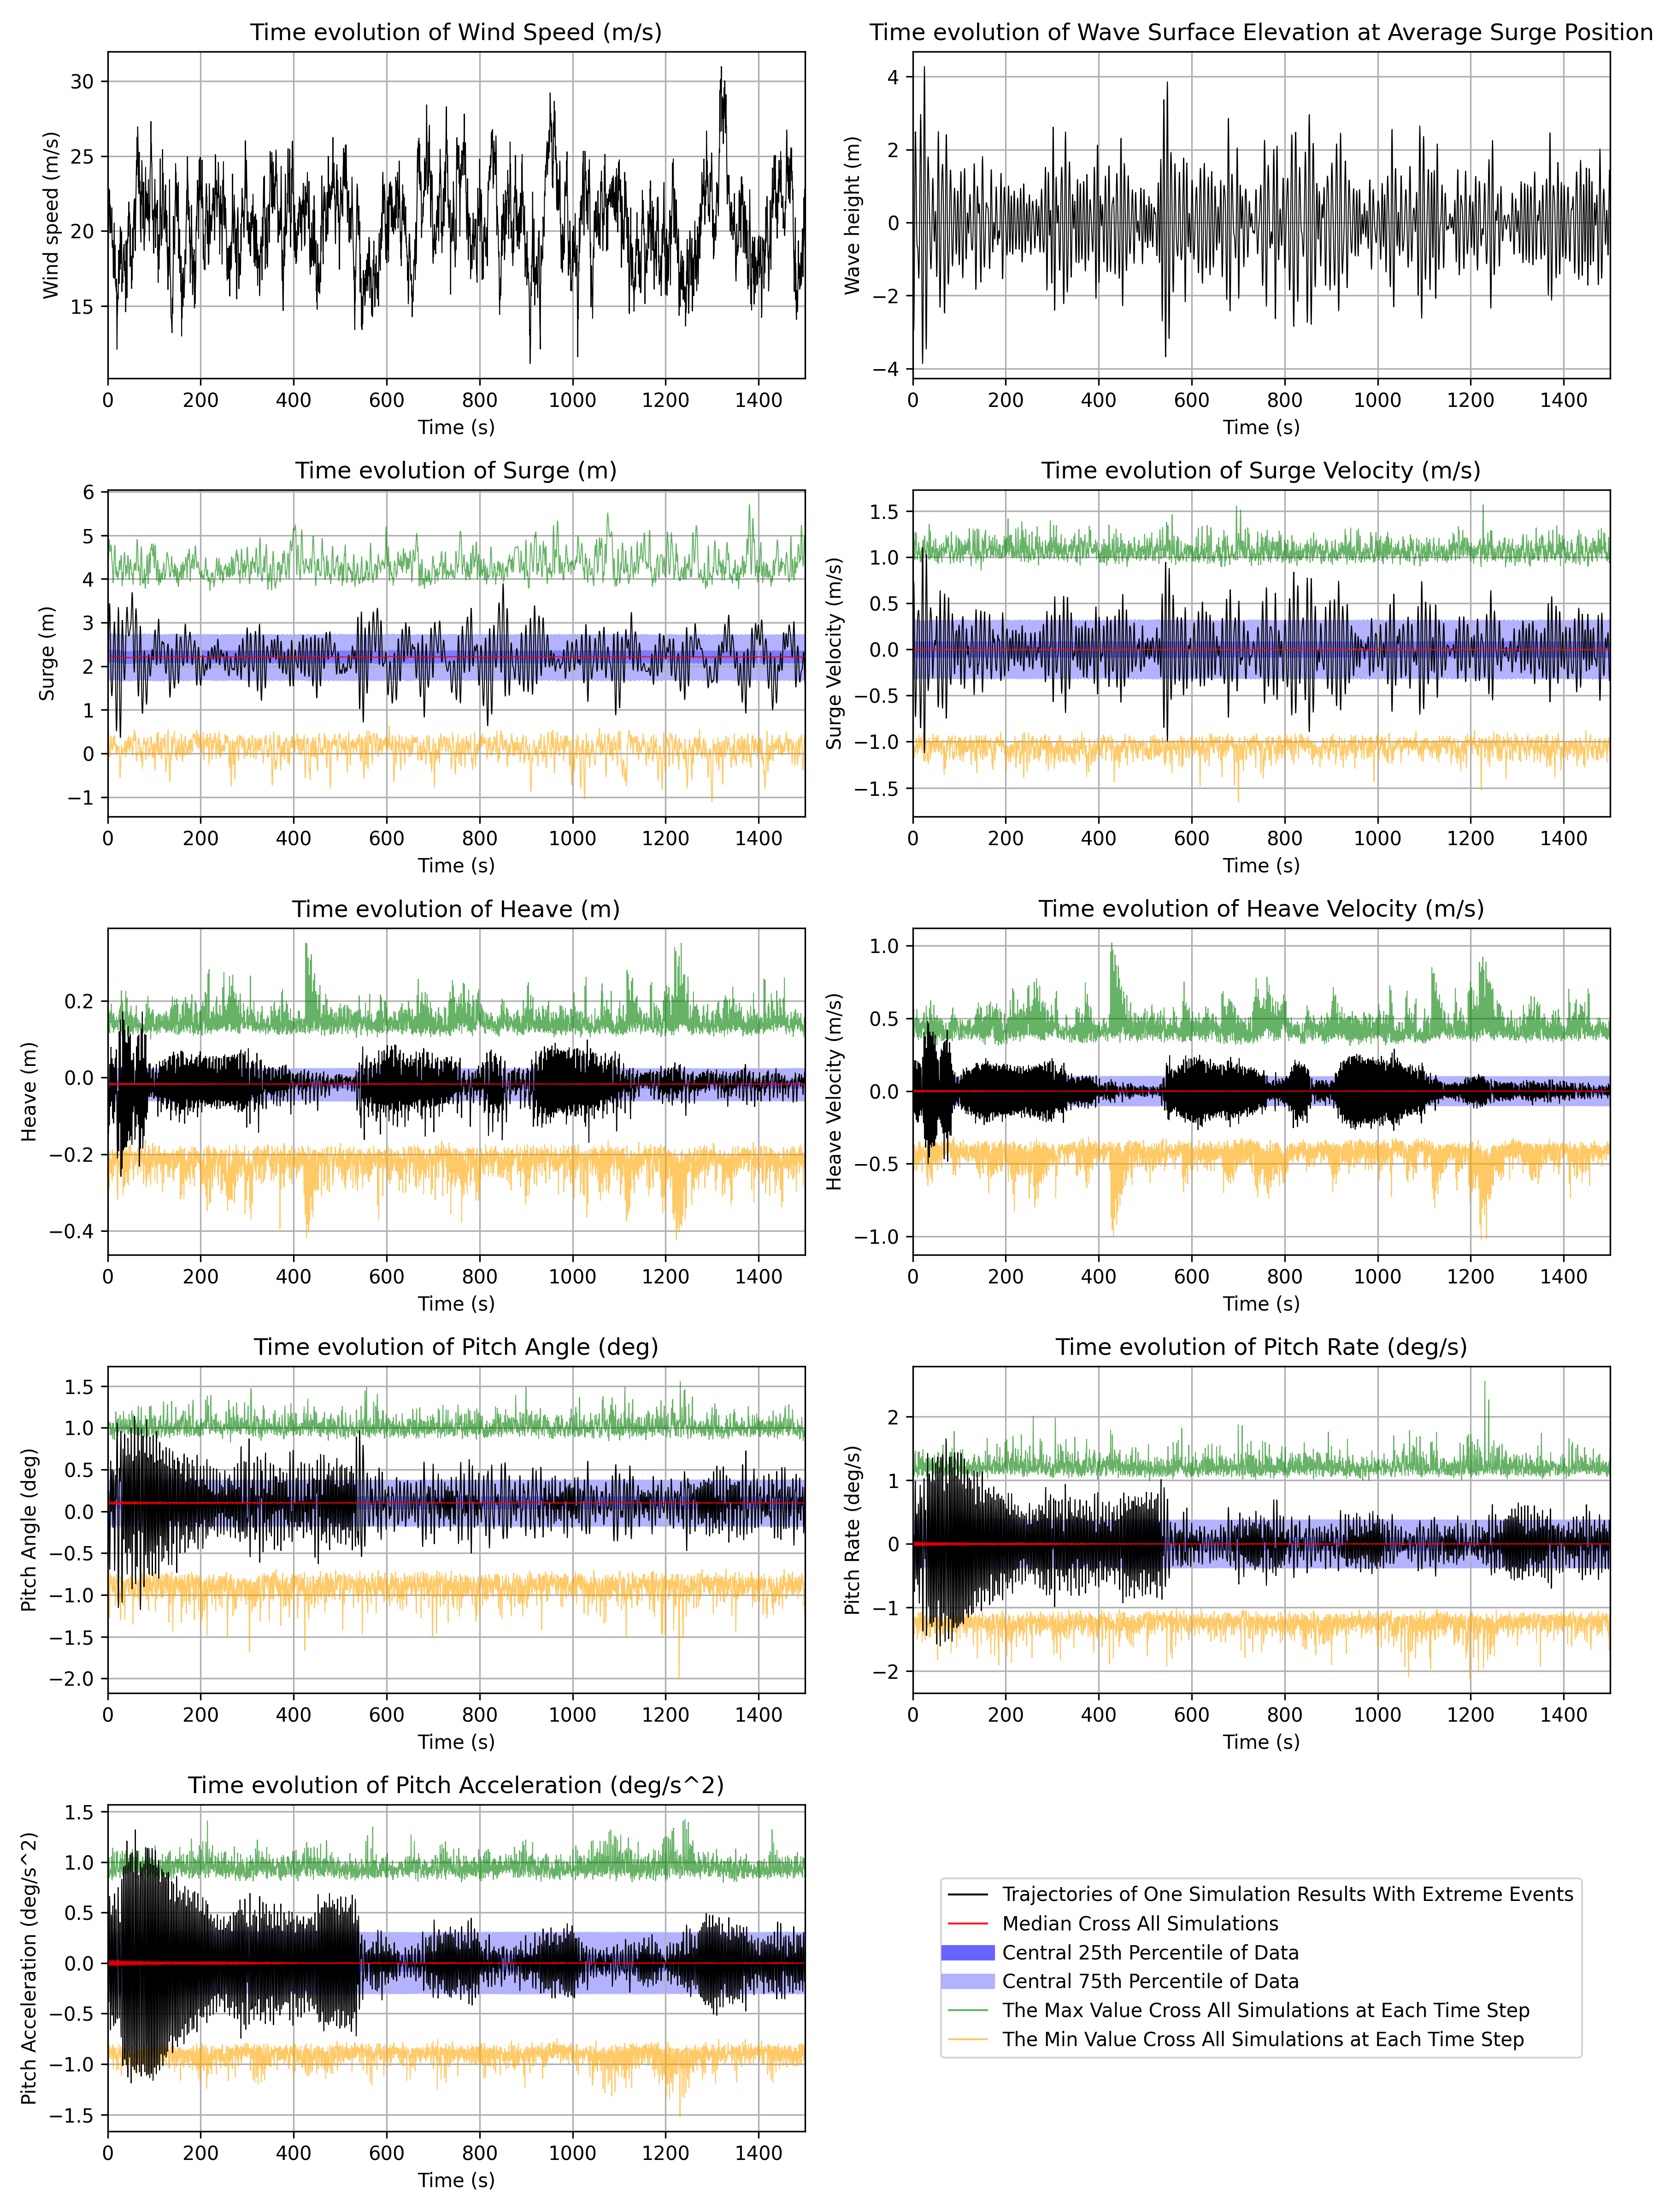 Time evolution of Wind Speed (m/s)
30
25
20
15
Wind speed (m/s)
0 200 400 600 800 1000 1200 1400
Time (s)
Time evolution of Wave Surface Elevation at Average Surge Position
4
2
0
−2
−4
Wave height (m)
0 200 400 600 800 1000 1200 1400
Time (s)
Time evolution of Surge (m)
6
5
4
3
2
1
0
−1
Surge (m)
0 200 400 600 800 1000 1200 1400
Time (s)
Time evolution of Surge Velocity (m/s)
1.5
1.0
0.5
0.0
−0.5
−1.0
−1.5
Surge Velocity (m/s)
0 200 400 600 800 1000 1200 1400
Time (s)
Time evolution of Heave (m)
0.2
0.0
−0.2
−0.4
Heave (m)
0 200 400 600 800 1000 1200 1400
Time (s)
Time evolution of Heave Velocity (m/s)
1.0
0.5
0.0
−0.5
−1.0
Heave Velocity (m/s)
0 200 400 600 800 1000 1200 1400
Time (s)
Time evolution of Pitch Angle (deg)
1.5
1.0
0.5
0.0
−0.5
−1.0
−1.5
−2.0
Pitch Angle (deg)
0 200 400 600 800 1000 1200 1400
Time (s)
Time evolution of Pitch Rate (deg/s)
2
1
0
−1
−2
Pitch Rate (deg/s)
0 200 400 600 800 1000 1200 1400
Time (s)
Time evolution of Pitch Acceleration (deg/s^2)
1.5
1.0
0.5
0.0
−0.5
−1.0
−1.5
Pitch Acceleration (deg/s^2)
0 200 400 600 800 1000 1200 1400
Time (s)
Trajectories of One Simulation Results With Extreme Events
Median Cross All Simulations
Central 25th Percentile of Data
Central 75th Percentile of Data
The Max Value Cross All Simulations at Each Time Step
The Min Value Cross All Simulations at Each Time Step